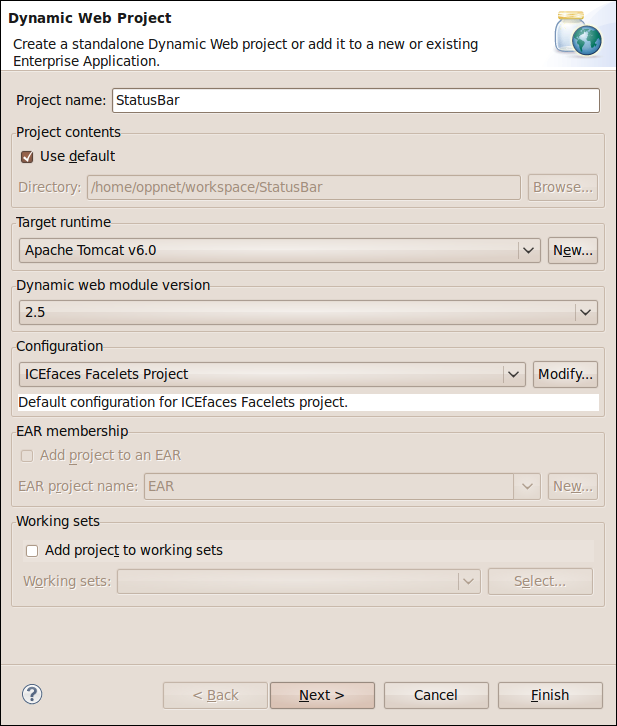 Dynamic Web Project
Create a standalone Dynamic Web project or add it to a new or existing
Enterprise Application.
Project name: StatusBar
Project contents
Use default
Directory: /home/oppnet/workspace/StatusBar Browse...
Target runtime
Apache Tomcat v6.0 New...
Dynamic web module version
2.5
Configuration
ICEfaces Facelets Project Modify...
Default configuration for ICEfaces Facelets project.
EAR membership
Add project to an EAR
EAR project name: EAR New...
Working sets
Add project to working sets
Working sets: Select...
? < Back Next > Cancel Finish